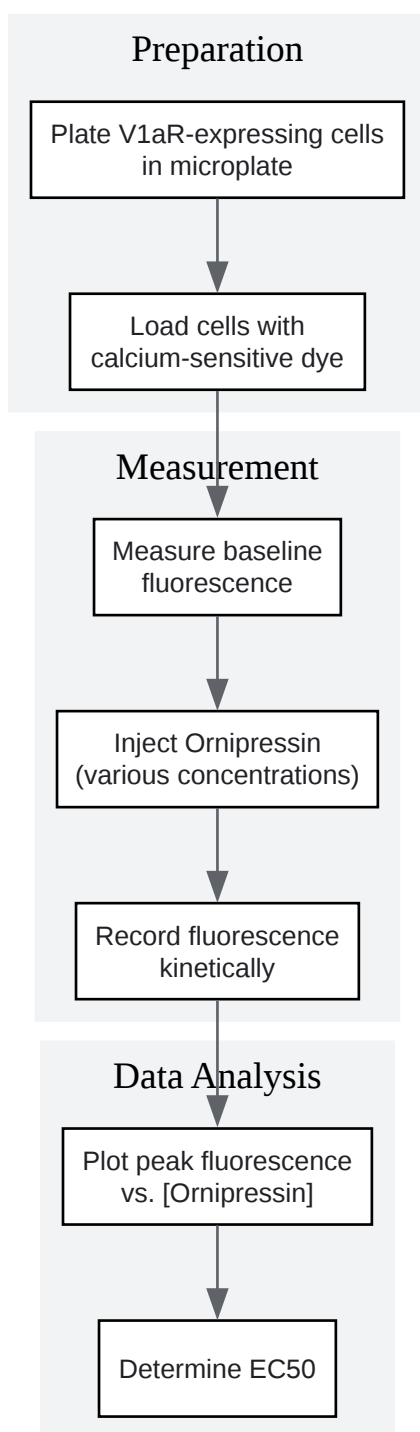 Preparation
Plate V1aR-expressing cells
in microplate
Load cells with
calcium-sensitive dye
Measurement
Measure baseline
fluorescence
Inject Ornipressin
(various concentrations)
Record fluorescence
kinetically
Data Analysis
Plot peak fluorescence
vs. [Ornipressin]
Determine EC50